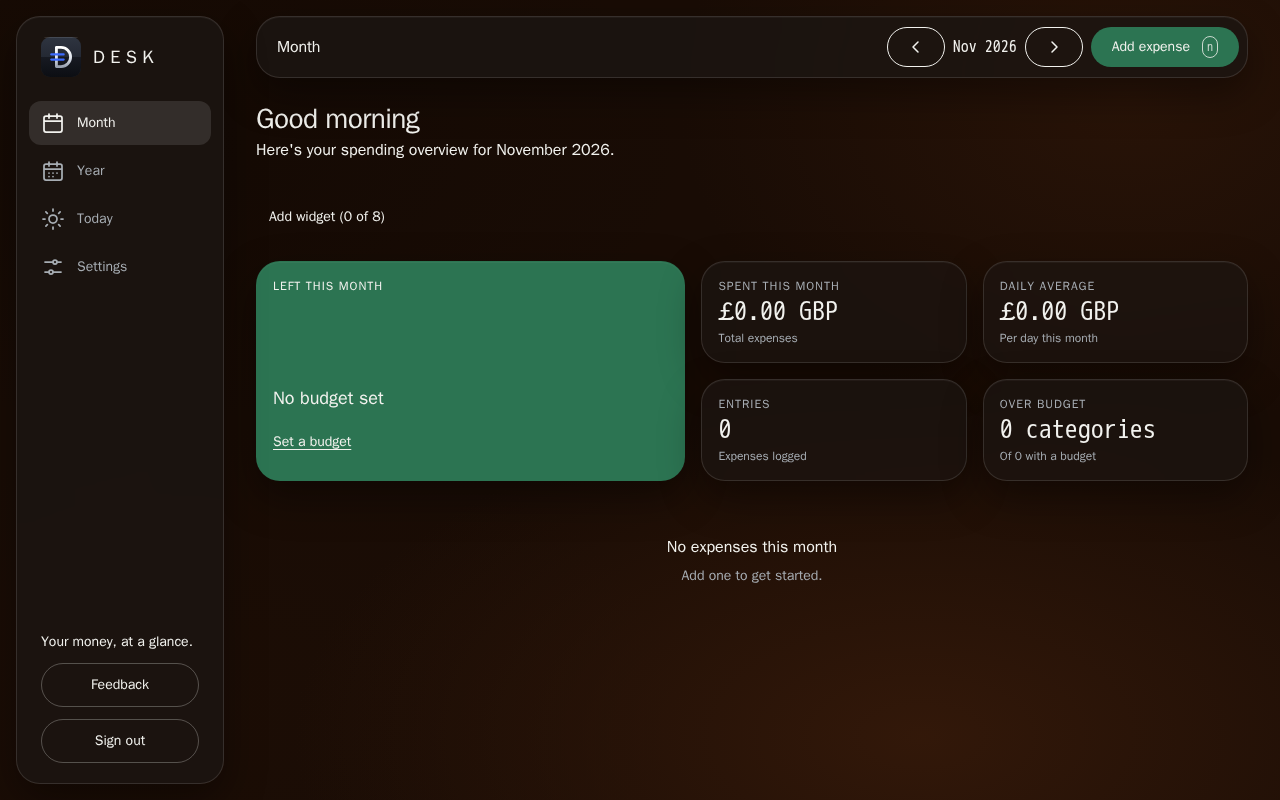 DESK
Month
Year
Today
Settings
Your money, at a glance.
Feedback
Sign out
Month
Nov 2026
Add expense n
Good morning
Here's your spending overview for November 2026.
Add widget (0 of 8)
LEFT THIS MONTH
No budget set
Set a budget
SPENT THIS MONTH
£0.00 GBP
Total expenses
DAILY AVERAGE
£0.00 GBP
Per day this month
ENTRIES
0
Expenses logged
OVER BUDGET
0 categories
Of 0 with a budget
No expenses this month
Add one to get started.